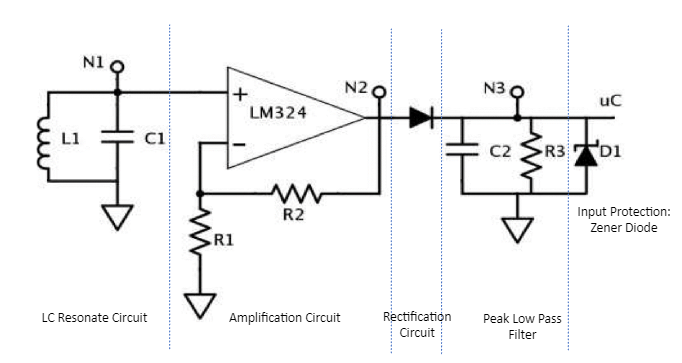 N1
N2
N3
uC
+
LM324
L1
C1
C2
R3
D1
-
R2
R1
Input Protection:
Zener Diode
LC Resonate Circuit
Amplification Circuit
Rectification
Circuit
Peak Low Pass
Filter